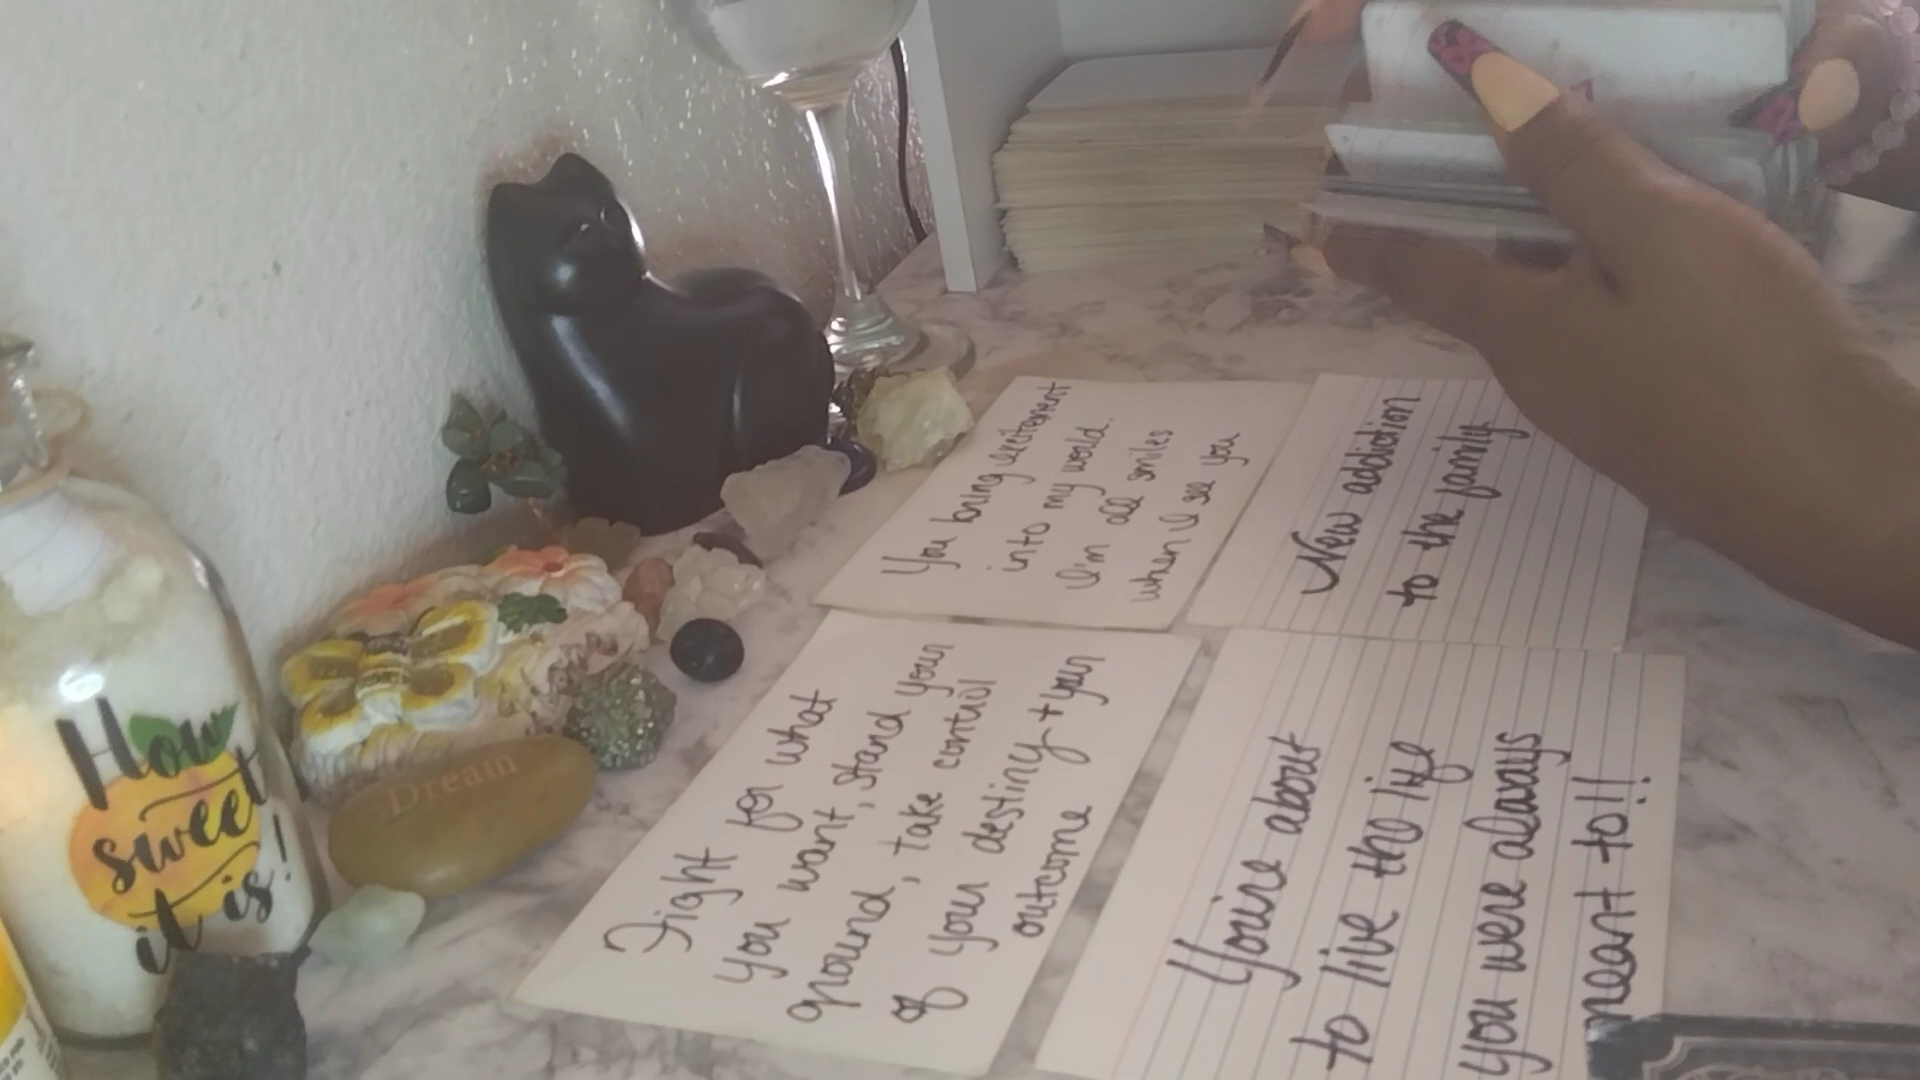 You bring excitement
into my world.
I'm all smiles
when I see you
New addiction
to the family
Fight for what
you want, stand your
ground, take control
of your destiny + your
outcome
You're about
to live the life
you were always
meant to!!
Dream
How
sweet
it is!